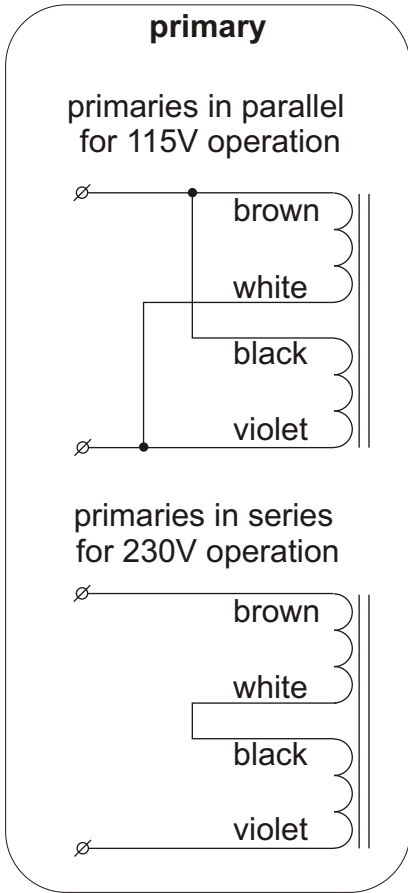 primary
primaries in parallel
for 115V operation
brown
white
black
violet
primaries in series
for 230V operation
brown
white
black
violet